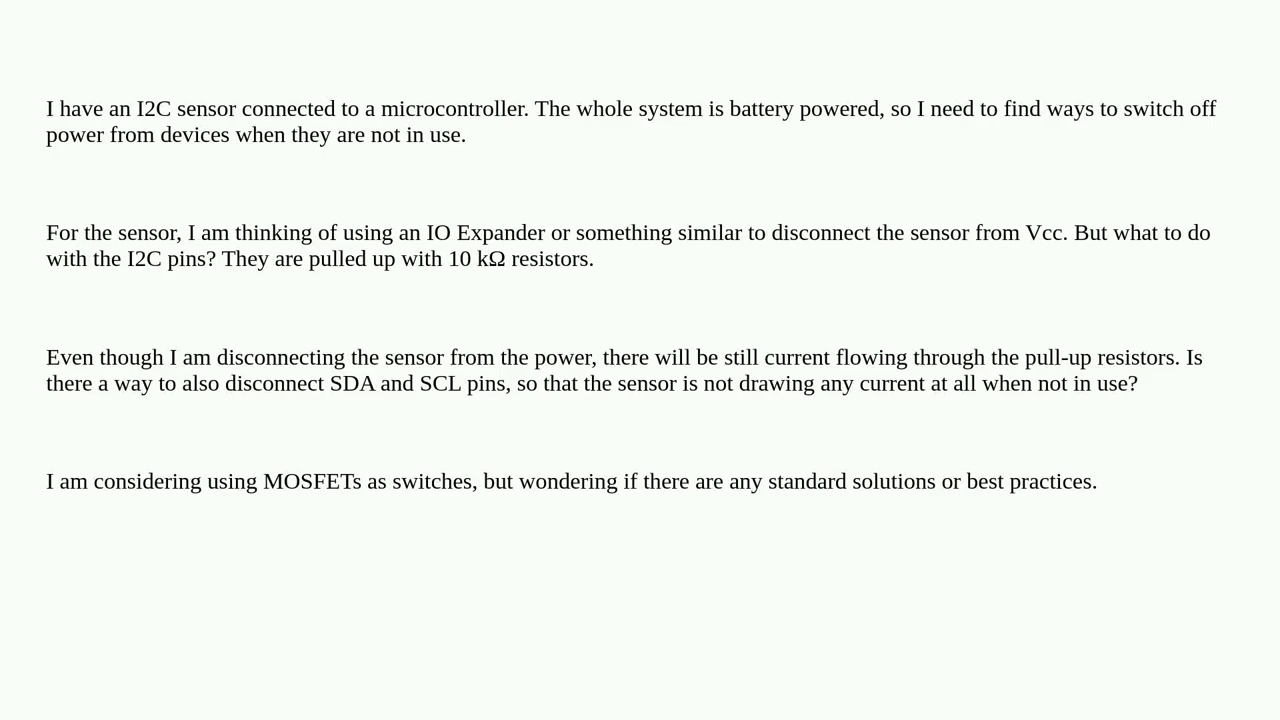 I have an I2C sensor connected to a microcontroller. The whole system is battery powered, so I need to find ways to switch off
power from devices when they are not in use.
For the sensor, I am thinking of using an IO Expander or something similar to disconnect the sensor from Vcc. But what to do
with the I2C pins? They are pulled up with 10 kΩ resistors.
Even though I am disconnecting the sensor from the power, there will be still current flowing through the pull-up resistors. Is
there a way to also disconnect SDA and SCL pins, so that the sensor is not drawing any current at all when not in use?
I am considering using MOSFETs as switches, but wondering if there are any standard solutions or best practices.